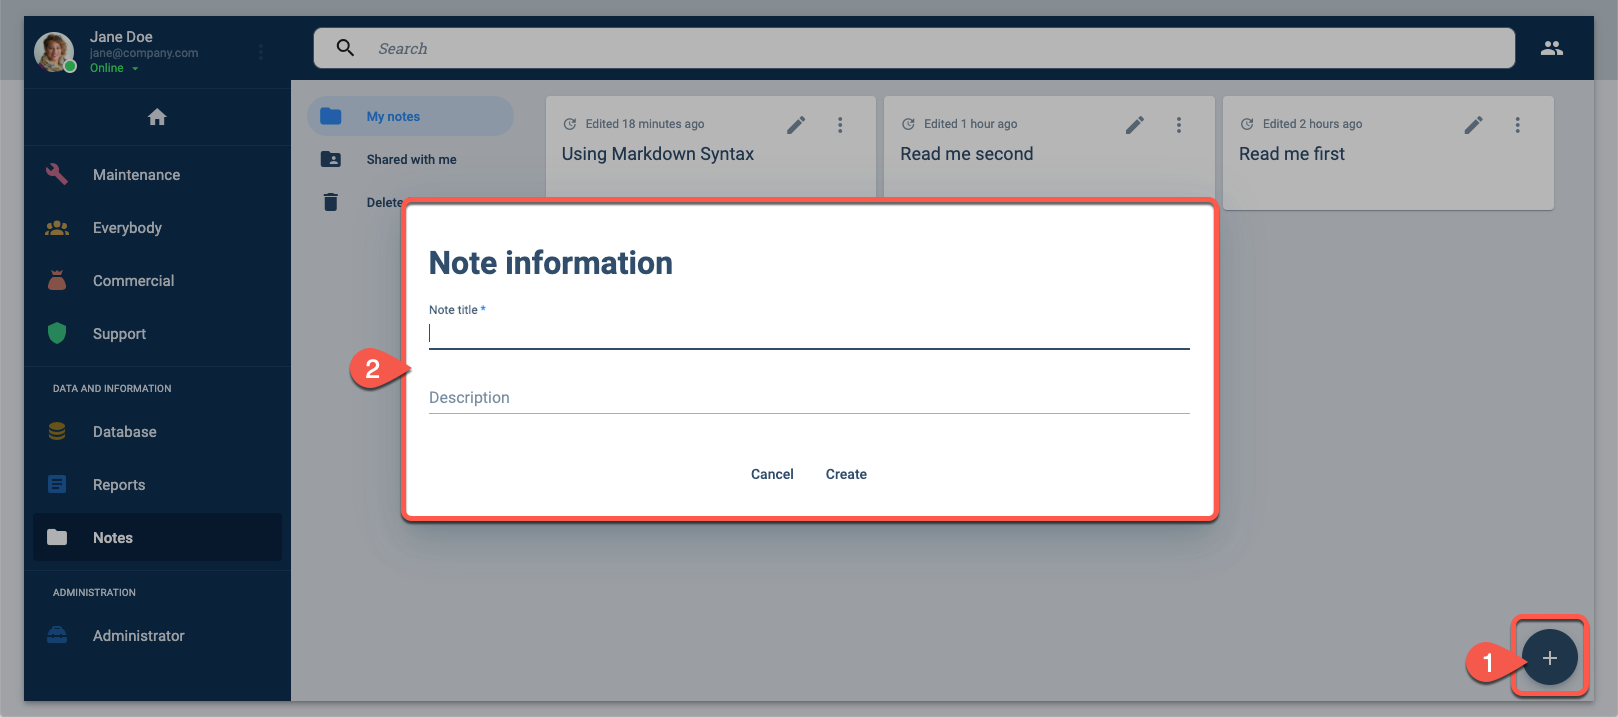 Jane Doe
jane@company.com
Online
Search
Maintenance
Everybody
Commercial
Support
DATA AND INFORMATION
Database
Reports
Notes
ADMINISTRATION
Administrator
My notes
Shared with me
Delete
Edited 18 minutes ago
Using Markdown Syntax
Edited 1 hour ago
Read me second
Edited 2 hours ago
Read me first
Note information
Note title *
2
Description
Cancel Create
1
+